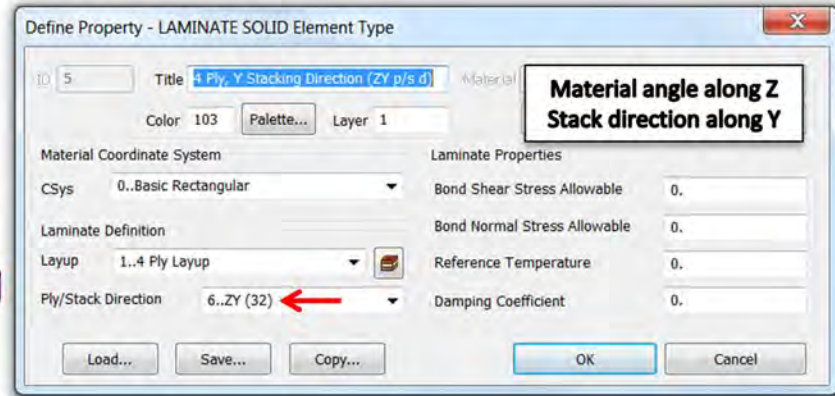 Define Property - LAMINATE SOLID Element Type
ID 5 Title 4 Ply, Y Stacking Direction (ZY p/s d) Material
Material angle along Z
Stack direction along Y
Color 103 Palette... Layer 1
Material Coordinate System
CSys 0..Basic Rectangular
Laminate Definition
Layup 1..4 Ply Layup
Ply/Stack Direction 6..ZY (32)
Laminate Properties
Bond Shear Stress Allowable 0.
Bond Normal Stress Allowable 0.
Reference Temperature 0.
Damping Coefficient 0.
Load... Save... Copy... OK Cancel